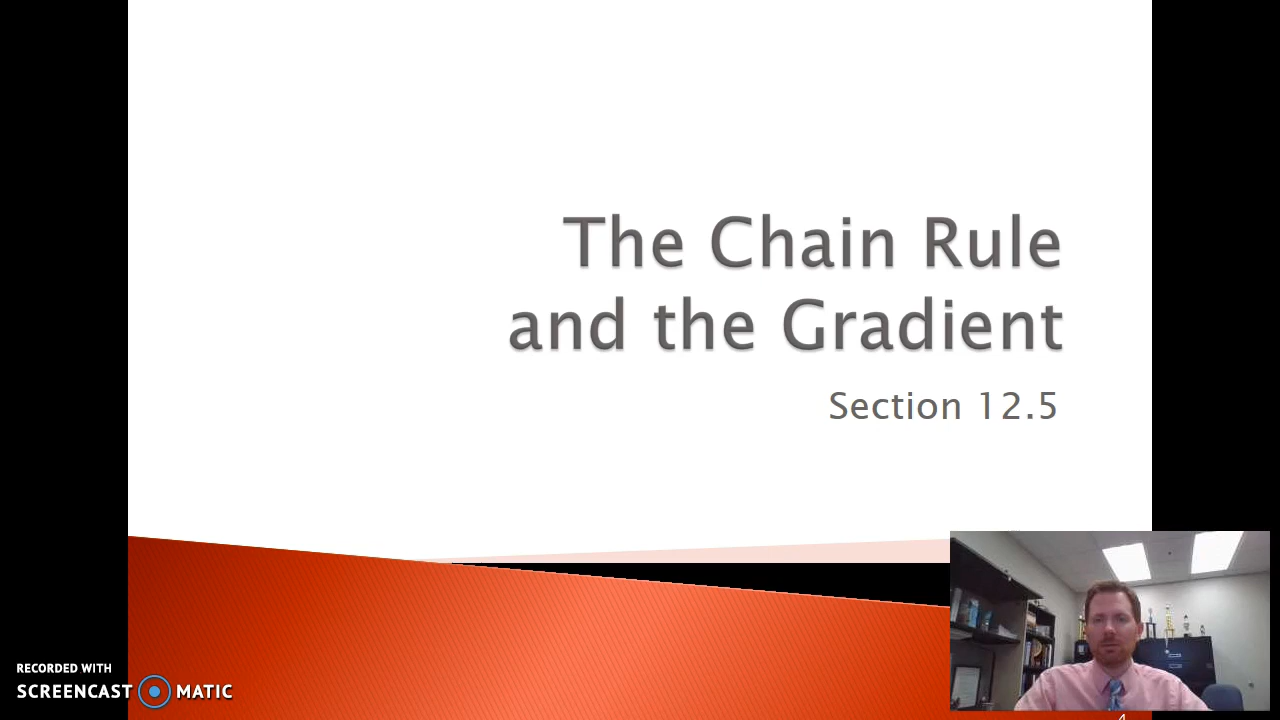 The Chain Rule
and the Gradient
Section 12.5
RECORDED WITH
SCREENCAST MATIC